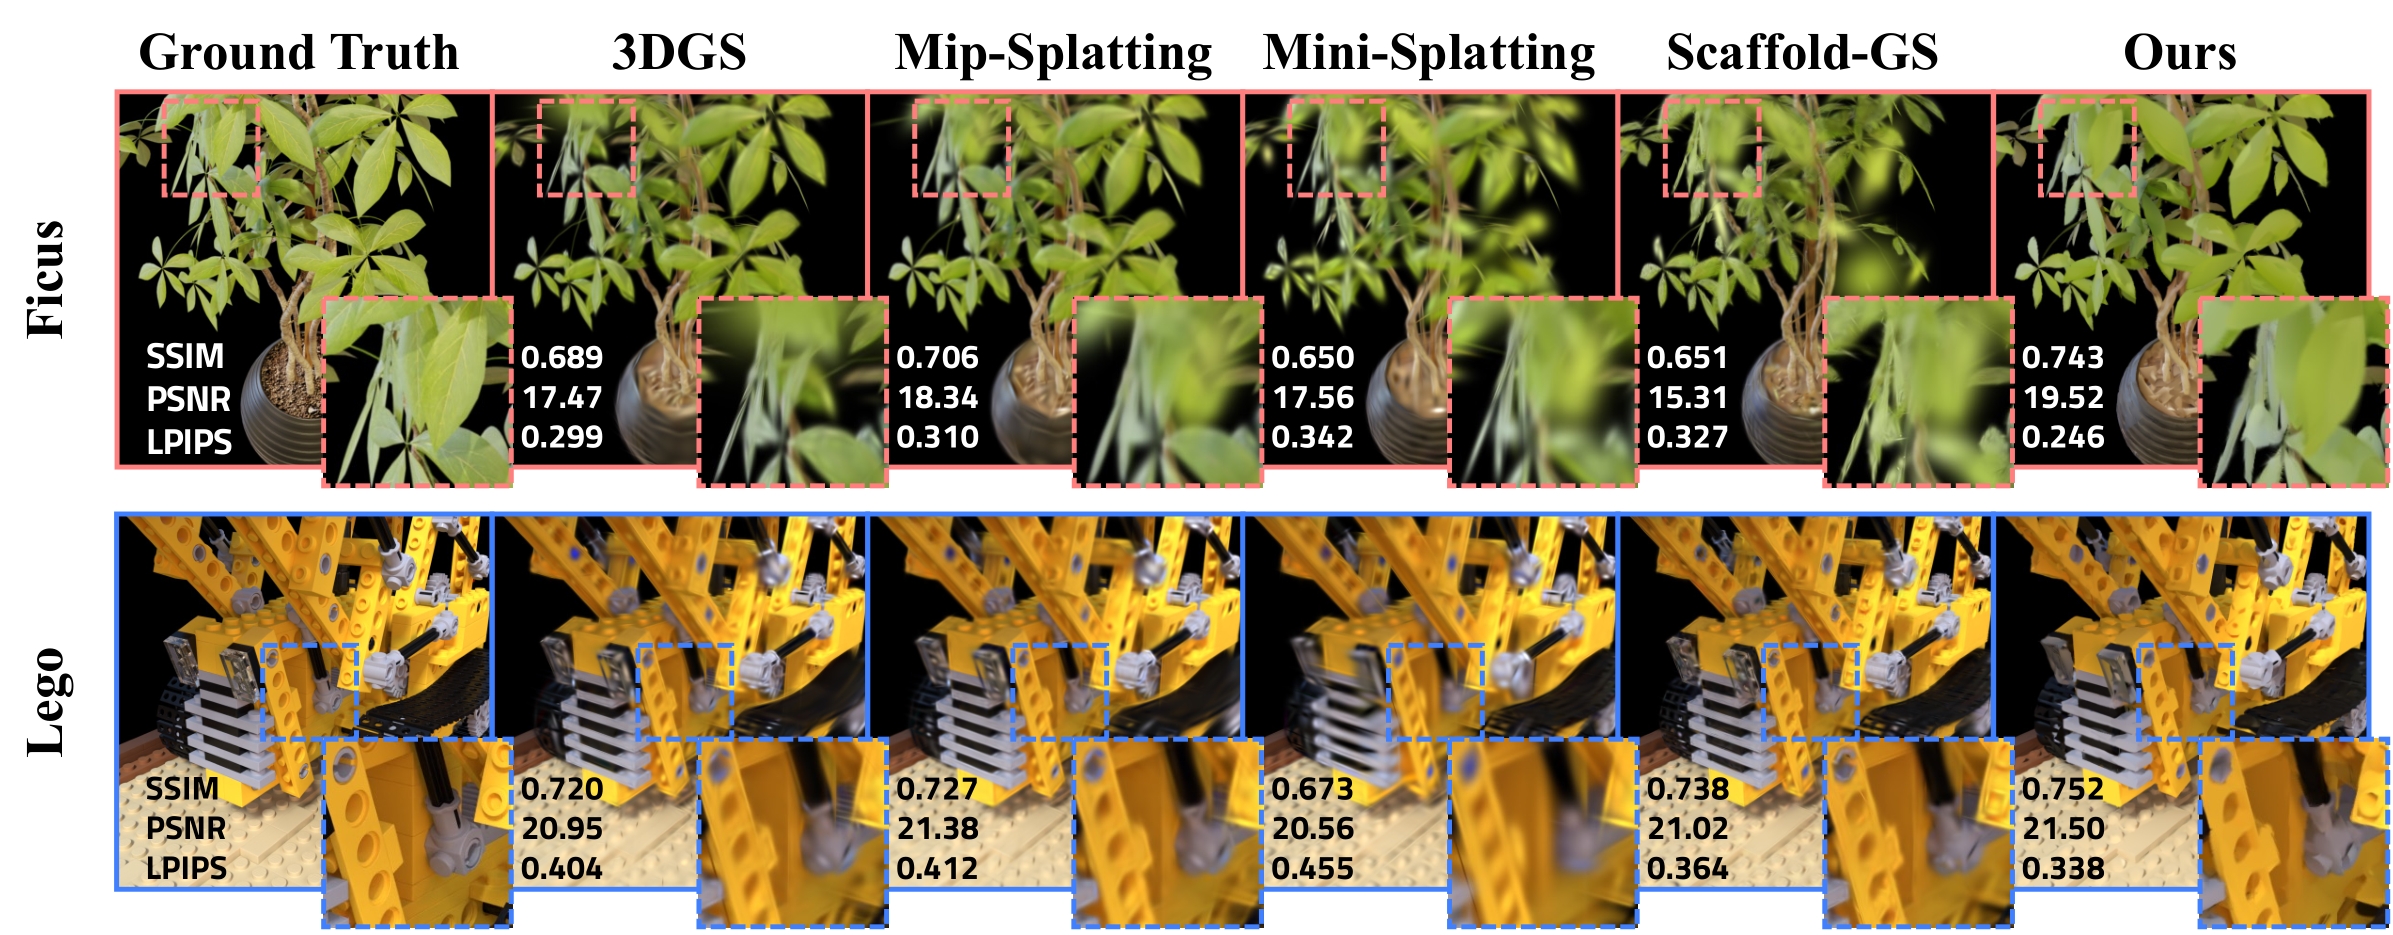 Ground Truth 3DGS Mip-Splatting Mini-Splatting Scaffold-GS Ours
Ficus
SSIM 0.689 0.706 0.650 0.651 0.743
PSNR 17.47 18.34 17.56 15.31 19.52
LPIPS 0.299 0.310 0.342 0.327 0.246
Lego
SSIM 0.720 0.727 0.673 0.738 0.752
PSNR 20.95 21.38 20.56 21.02 21.50
LPIPS 0.404 0.412 0.455 0.364 0.338